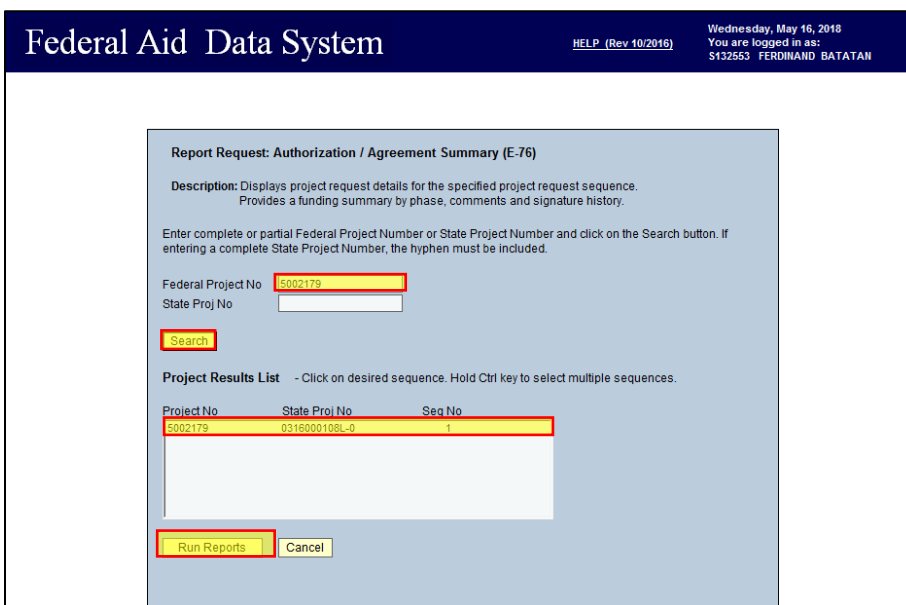 Federal Aid Data System
HELP (Rev 10/2016)
Wednesday, May 16, 2018
You are logged in as:
S132553 FERDINAND BATATAN
Report Request: Authorization / Agreement Summary (E-76)
Description: Displays project request details for the specified project request sequence.
Provides a funding summary by phase, comments and signature history.
Enter complete or partial Federal Project Number or State Project Number and click on the Search button. If
entering a complete State Project Number, the hyphen must be included.
Federal Project No 5002179
State Proj No
Search
Project Results List - Click on desired sequence. Hold Ctrl key to select multiple sequences.
Project No State Proj No Seq No
5002179 0316000108L-0 1
Run Reports Cancel